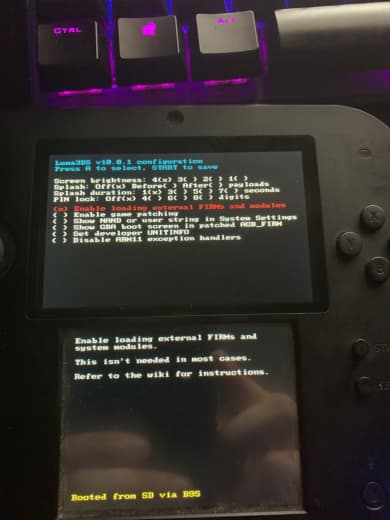 CTRL
ALT
Luma3DS v10.0.1 configuration
Press A to select, START to save
Screen brightness: 4(x) 3( ) 2( ) 1( )
Splash: Off(x) Before( ) After( ) payloads
Splash duration: 1(x) 3( ) 5( ) 7( ) seconds
PIN lock: Off(x) 4( ) 6( ) 8( ) digits
(x) Enable loading external FIRMs and modules
( ) Enable game patching
( ) Show NAND or user string in System Settings
( ) Show GBA boot screen in patched AGB_FIRM
( ) Set developer UNITINFO
( ) Disable ARM11 exception handlers
X
Y
B
Enable loading external FIRMs and
system modules.
This isn't needed in most cases.
Refer to the wiki for instructions.
Booted from SD via B9S